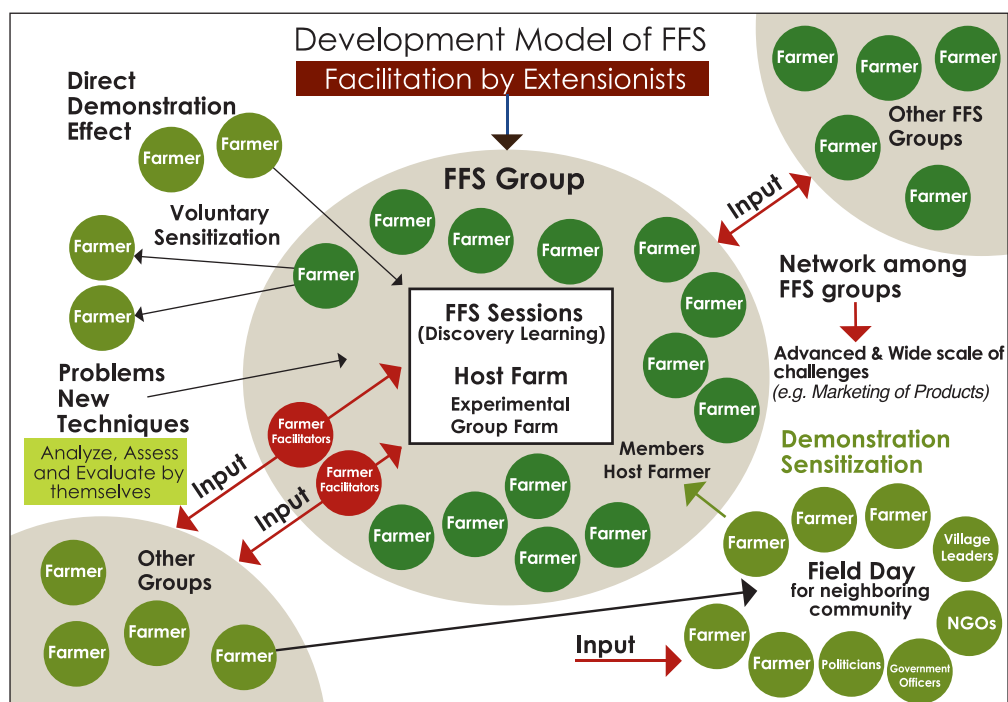 Development Model of FFS
Facilitation by Extensionists
Direct
Demonstration
Effect
Farmer
Farmer
Voluntary
Sensitization
Farmer
Farmer
Farmer
Problems
New
Techniques
Analyze, Assess
and Evaluate by
themselves
FFS Group
Farmer
Farmer
Farmer
Farmer
Farmer
Farmer
Farmer
FFS Sessions
(Discovery Learning)
Host Farm
Experimental
Group Farm
Farmer
Facilitators
Farmer
Facilitators
Input
Input
Members
Host Farmer
Farmer
Farmer
Farmer
Farmer
Farmer
Input
Farmer
Farmer
Farmer
Farmer
Farmer
Other FFS
Groups
Network among
FFS groups
Advanced & Wide scale of
challenges
(e.g. Marketing of Products)
Demonstration
Sensitization
Farmer
Farmer
Farmer
Village
Leaders
Field Day
for neighboring
community
NGOs
Input
Farmer
Farmer
Politicians
Government
Officers
Other
Groups
Farmer
Farmer
Farmer
Farmer